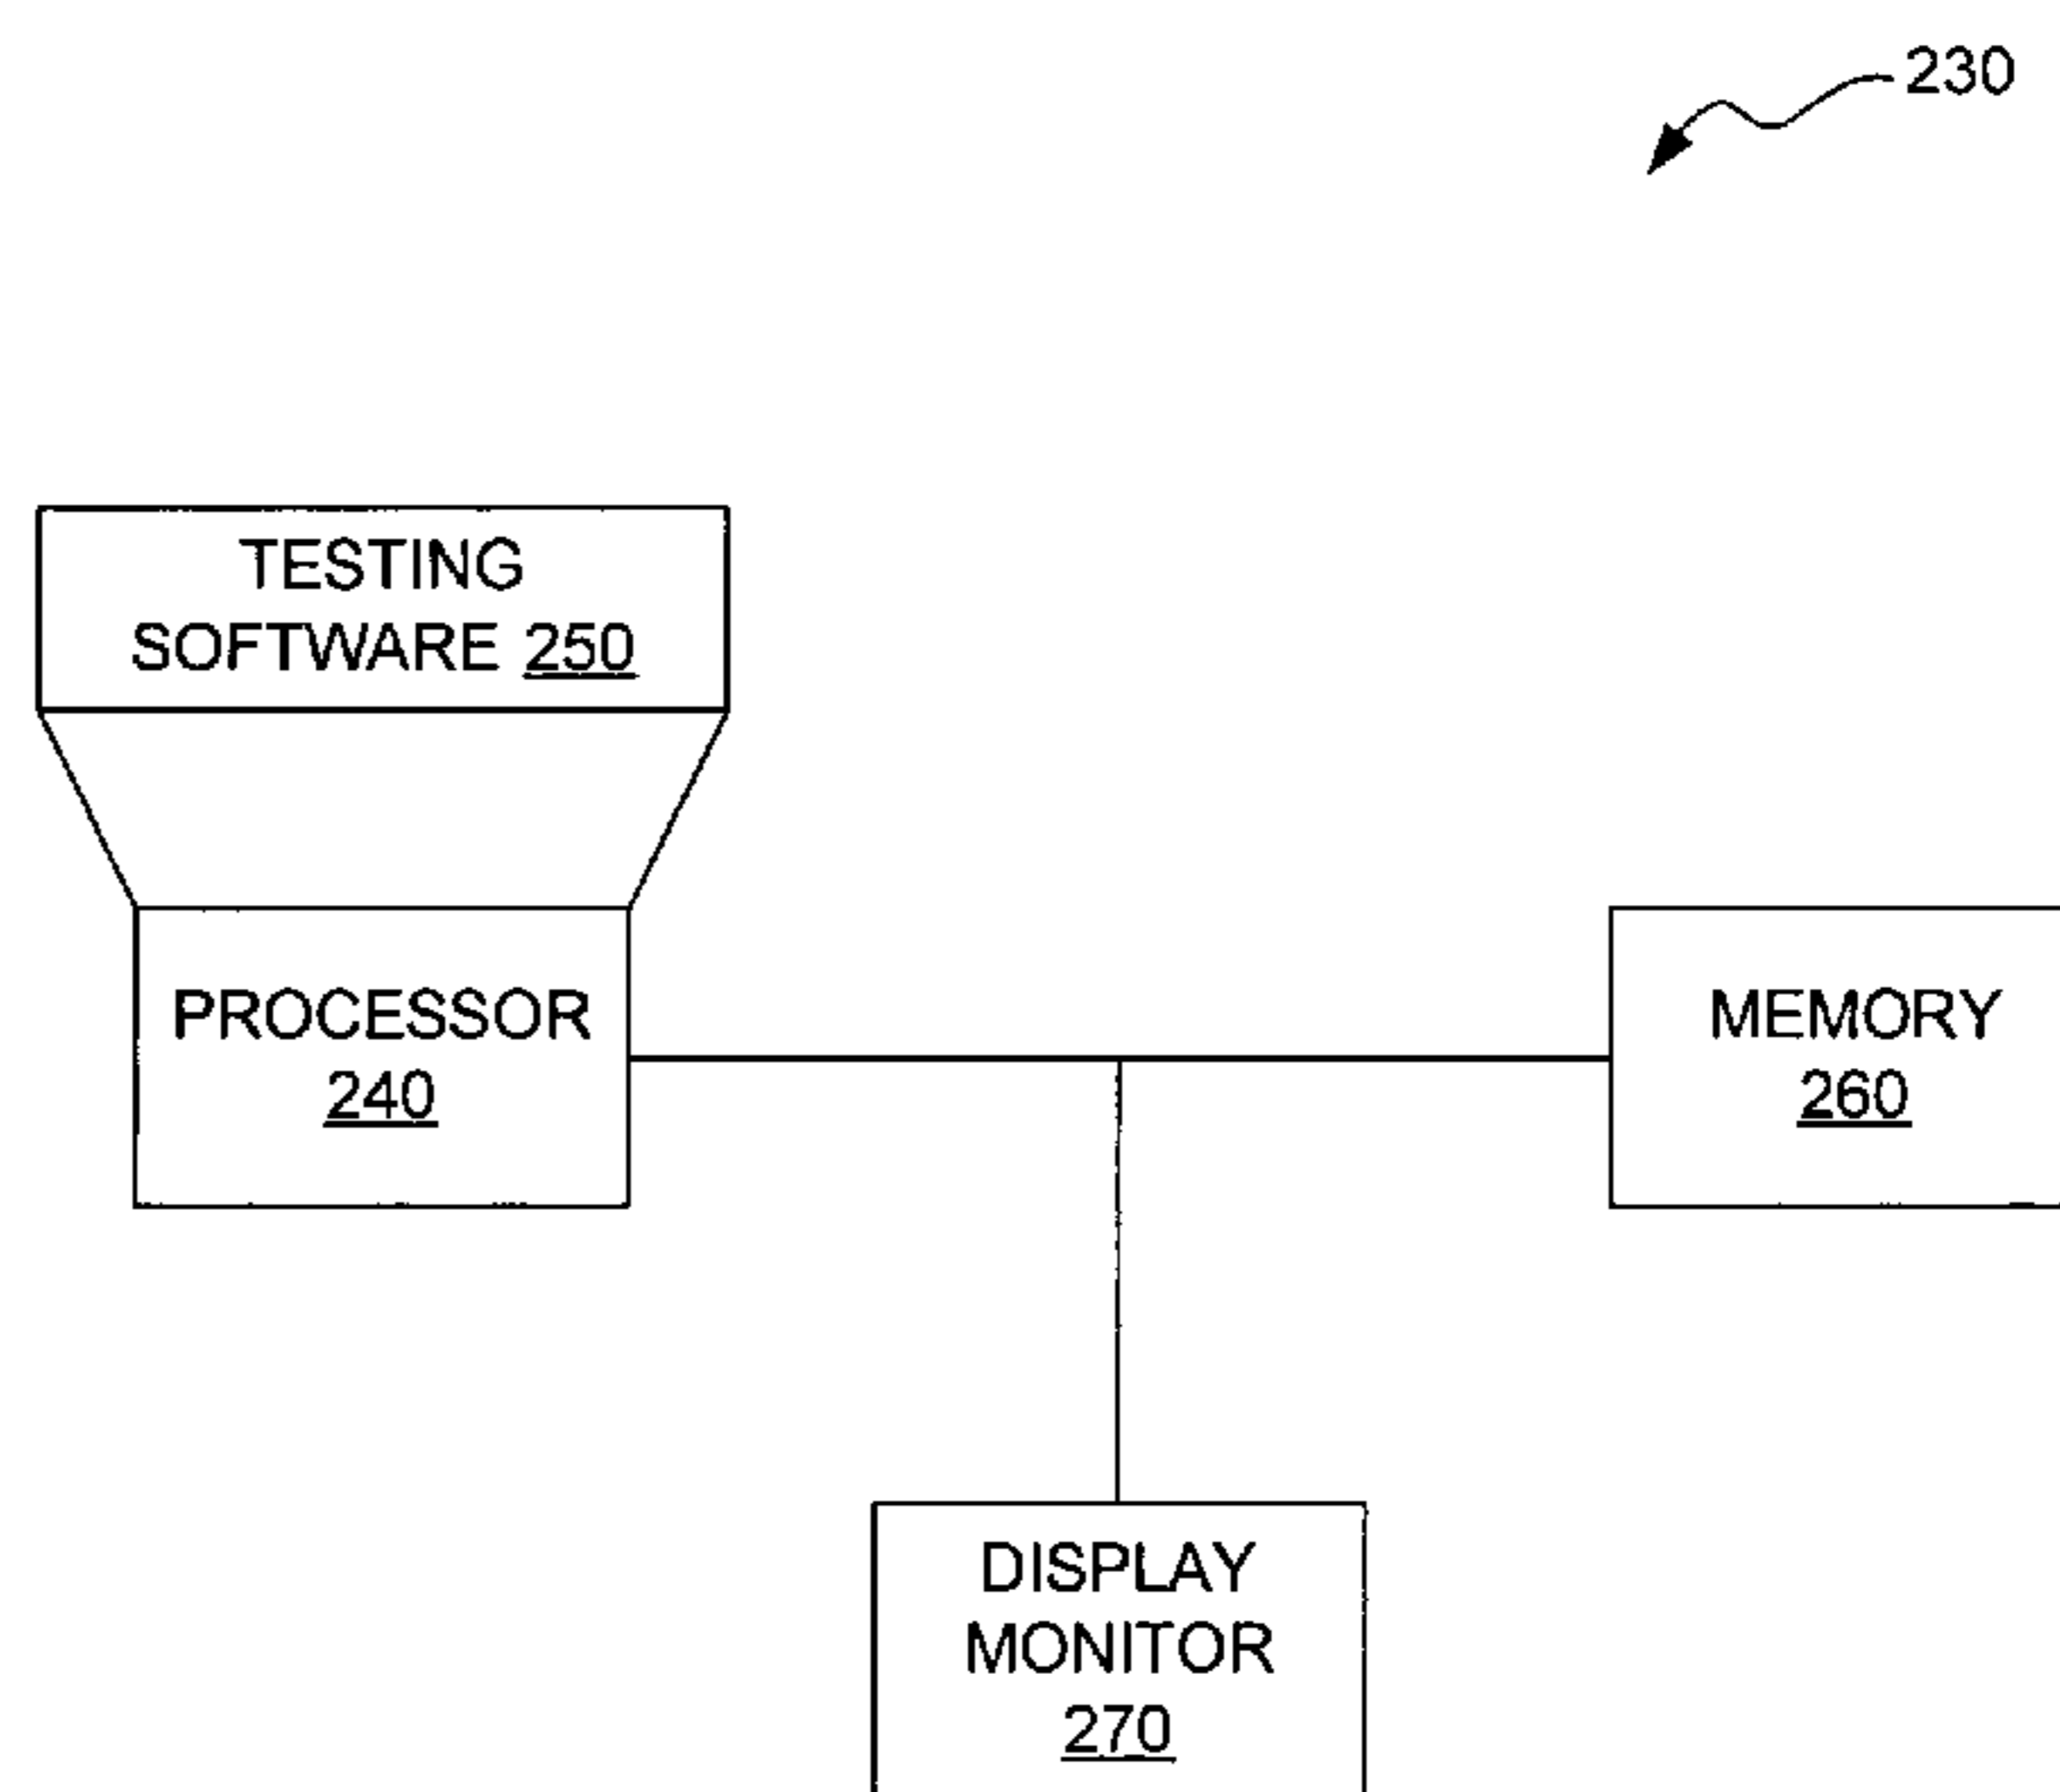 230
TESTING
SOFTWARE 250
PROCESSOR
240
MEMORY
260
DISPLAY
MONITOR
270